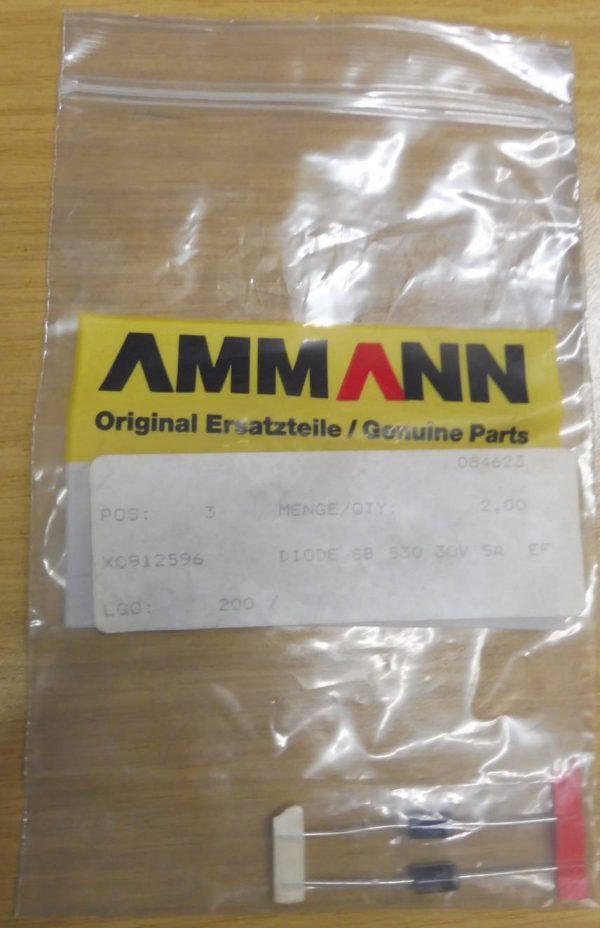 AMMANN
Original Ersatzteile / Genuine Parts
084623
POS: 3 MENGE/QTY: 2,00
XC912596 DIODE SB 530 30V 5A EF
LGO: 200 /